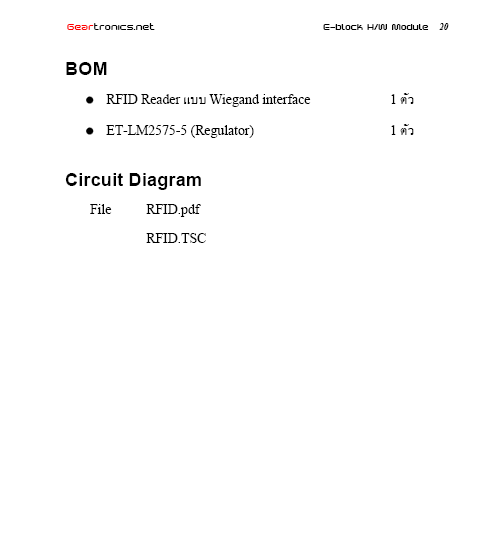 Geartronics.net E-block H/W Module 20
BOM
● RFID Reader แบบ Wiegand interface 1 ตัว
● ET-LM2575-5 (Regulator) 1 ตัว
Circuit Diagram
File RFID.pdf
RFID.TSC